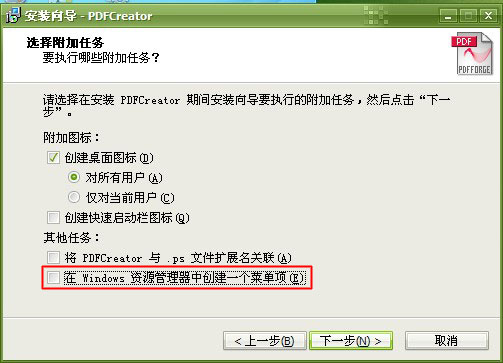 安装向导 - PDFCreator
选择附加任务
要执行哪些附加任务？
PDF
PDFFORGE
请选择在安装 PDFCreator 期间安装向导要执行的附加任务，然后点击“下一
步”。
附加图标：
创建桌面图标(D)
对所有用户(A)
仅对当前用户(C)
创建快速启动栏图标(Q)
其他任务：
将 PDFCreator 与 .ps 文件扩展名关联(A)
在 Windows 资源管理器中创建一个菜单项(E)
< 上一步(B)
下一步(N) >
取消